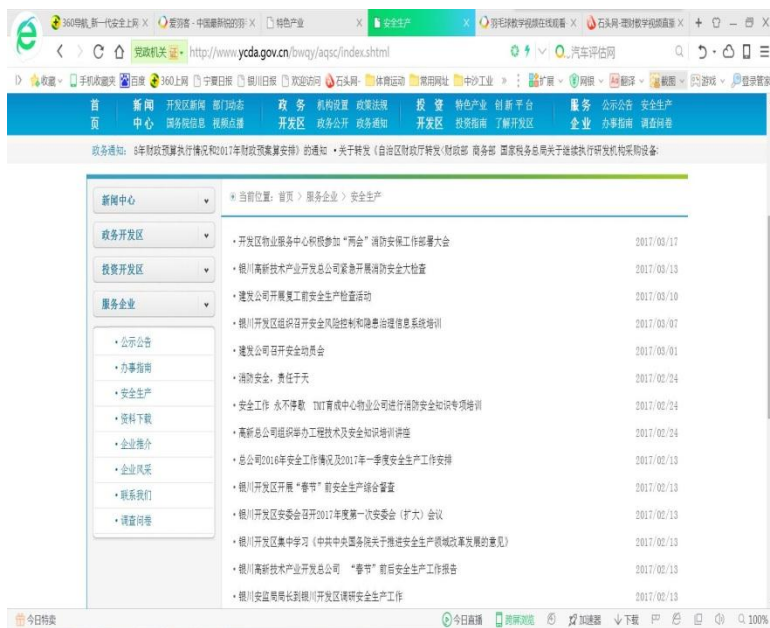 360导航_新一代安全上网 爱羽客 - 中国最新锐的羽 特色产业 安全生产 羽毛球教学视频在线观看 石头网-理财教学视频直播
党政机关 证 http://www.ycda.gov.cn/bwqy/aqsc/index.shtml 汽车评估网
收藏 手机收藏夹 百度 360上网 宁夏日报 银川日报 欢迎访问 石头网- 体育运动 常用网址 中沙工业 » 扩展 网银 翻译 截图 游戏 登录管家
首 新 闻 开发区新闻 部门动态 政 务 机构设置 政策法规 投 资 特色产业 创新平台 服 务 公示公告 安全生产
页 中 心 国务院信息 视频点播 开发区 政务公开 政务通知 开发区 投资指南 了解开发区 企 业 办事指南 调查问卷
政务通知: 5年财政预算执行情况和2017年财政预案算安排》的通知 •关于转发《自治区财政厅转发<财政部 商务部 国家税务总局关于继续执行研发机构采购设备:
新闻中心
政务开发区
投资开发区
服务企业
•公示公告
•办事指南
•安全生产
•资料下载
•企业推介
•企业风采
•联系我们
•调查问卷
当前位置: 首页 > 服务企业 > 安全生产
•开发区物业服务中心积极参加“两会”消防安保工作部署大会 2017/03/17
•银川高新技术产业开发总公司紧急开展消防安全大检查 2017/03/13
•建发公司开展复工前安全生产检查活动 2017/03/10
•银川开发区组织召开安全风险控制和隐患治理信息系统培训 2017/03/07
•建发公司召开安全动员会 2017/03/01
•消防安全,责任于天 2017/02/24
•安全工作 永不停歇 TMT育成中心物业公司进行消防安全知识专项培训 2017/02/24
•高新总公司组织举办工程技术及安全知识培训讲座 2017/02/24
•总公司2016年安全工作情况及2017年一季度安全生产工作安排 2017/02/13
•银川开发区开展“春节”前安全生产综合督查 2017/02/13
•银川开发区安委会召开2017年度第一次安委会(扩大)会议 2017/02/13
•银川开发区集中学习《中共中央国务院关于推进安全生产领域改革发展的意见》 2017/02/13
•银川高新技术产业开发总公司 “春节”前后安全生产工作报告 2017/02/13
•银川安监局局长到银川开发区调研安全生产工作 2017/02/13
今日特卖 今日直播 跨屏浏览 加速器 下载 100%